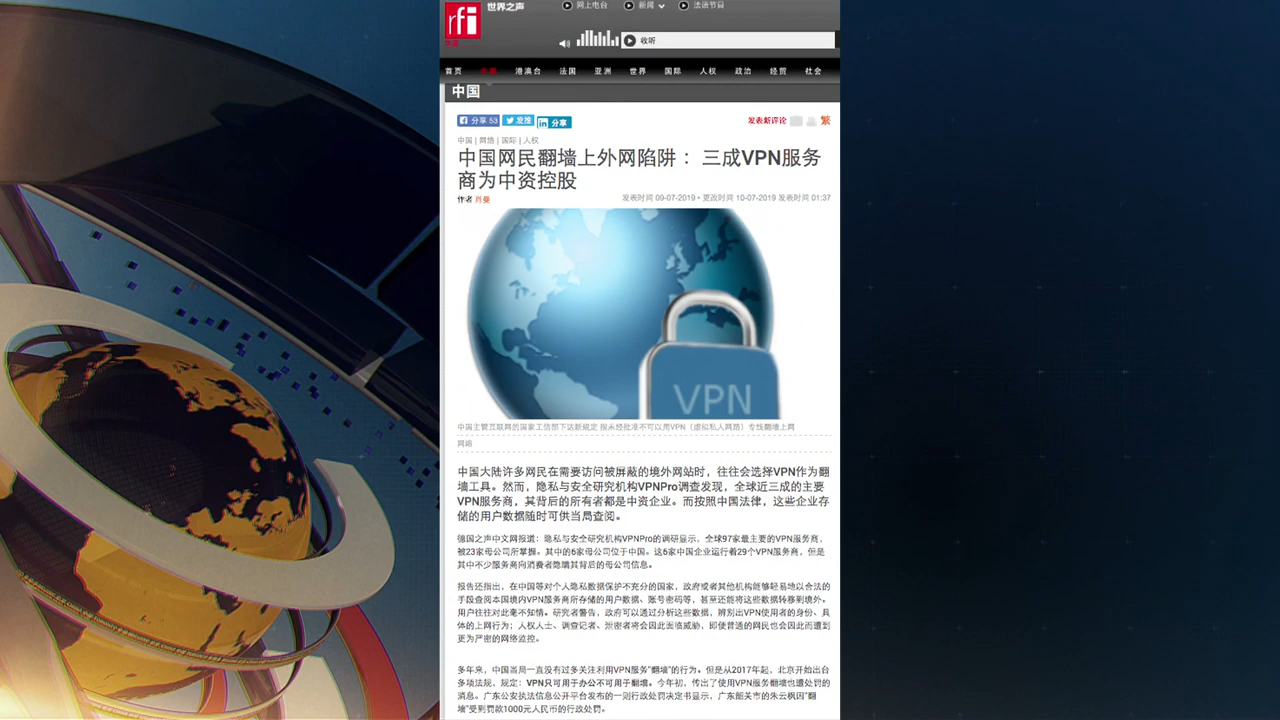 rfi
世界之声
网上电台
新闻
法语节目
收听
首页 中国 港澳台 法国 亚洲 世界 国际 人权 政治 经贸 社会
中国
分享 53 发推 分享
发表新评论 繁
中国 | 网络 | 国际 | 人权
中国网民翻墙上外网陷阱： 三成VPN服务
商为中资控股
作者 肖曼
发表时间 09-07-2019 • 更改时间 10-07-2019 发表时间 01:37
VPN
中国主管互联网的国家工信部下达新规定 报未经批准不可以用VPN（虚拟私人网路）专线翻墙上网
网络
中国大陆许多网民在需要访问被屏蔽的境外网站时，往往会选择VPN作为翻
墙工具。然而，隐私与安全研究机构VPNPro调查发现，全球近三成的主要
VPN服务商，其背后的所有者都是中资企业。而按照中国法律，这些企业存
储的用户数据随时可供当局查阅。
德国之声中文网报道：隐私与安全研究机构VPNPro的调研显示，全球97家最主要的VPN服务商，
被23家母公司所掌握。其中的6家母公司位于中国。这6家中国企业运行着29个VPN服务商，但是
其中不少服务商向消费者隐瞒其背后的母公司信息。
报告还指出，在中国等对个人隐私数据保护不充分的国家，政府或者其他机构能够轻易地以合法的
手段查阅本国境内VPN服务商所存储的用户数据、账号密码等，甚至还能将这些数据转移到境外。
用户往往对此毫不知情。研究者警告，政府可以通过分析这些数据，辨别出VPN使用者的身份、具
体的上网行为；人权人士、调查记者、泄密者将会因此面临威胁，即使普通的网民也会因此而遭到
更为严密的网络监控。
多年来，中国当局一直没有过多关注利用VPN服务"翻墙"的行为。但是从2017年起，北京开始出台
多项法规，规定：VPN只可用于办公不可用于翻墙。今年初，传出了使用VPN服务翻墙也遭处罚的
消息。广东公安执法信息公开平台发布的一则行政处罚决定书显示，广东韶关市的朱云枫因"翻
墙"受到罚款1000元人民币的行政处罚。